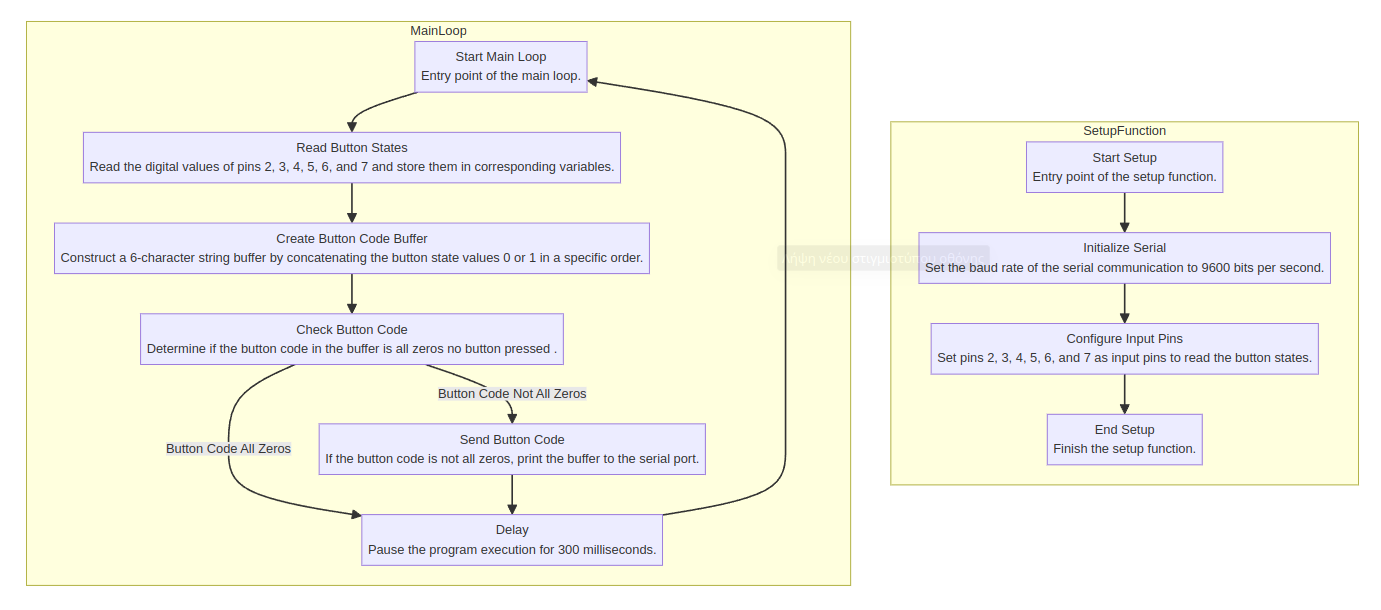 MainLoop
Start Main Loop
Entry point of the main loop.
Read Button States
Read the digital values of pins 2, 3, 4, 5, 6, and 7 and store them in corresponding variables.
Create Button Code Buffer
Construct a 6-character string buffer by concatenating the button state values 0 or 1 in a specific order.
Check Button Code
Determine if the button code in the buffer is all zeros no button pressed .
Button Code Not All Zeros
Button Code All Zeros
Send Button Code
If the button code is not all zeros, print the buffer to the serial port.
Delay
Pause the program execution for 300 milliseconds.
Λήψη νέου στιγμιοτύπου οθόνης
SetupFunction
Start Setup
Entry point of the setup function.
Initialize Serial
Set the baud rate of the serial communication to 9600 bits per second.
Configure Input Pins
Set pins 2, 3, 4, 5, 6, and 7 as input pins to read the button states.
End Setup
Finish the setup function.